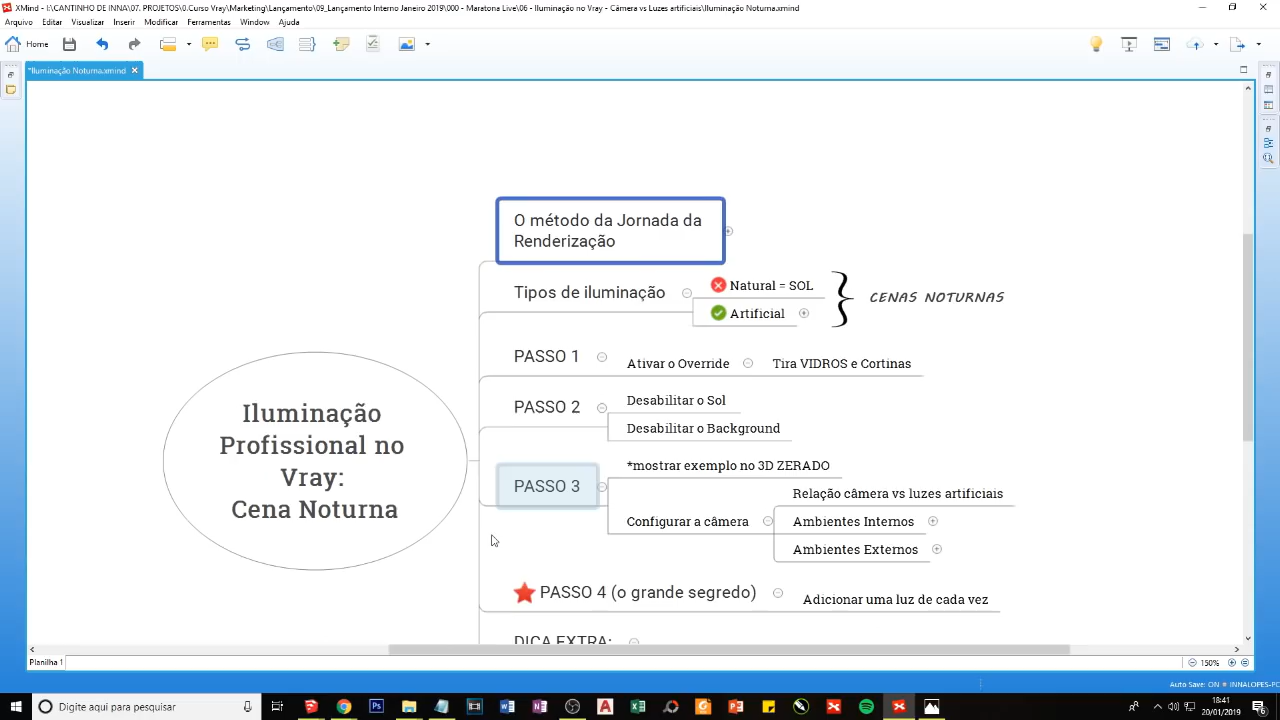 XMind - I:\CANTINHO DE INNA\07. PROJETOS\0.Curso Vray\Marketing\Lançamento\09_Lançamento Interno Janeiro 2019\000 - Maratona Live\06 - Iluminação no Vray - Câmera vs Luzes artificiais\Iluminação Noturna.xmind
Arquivo Editar Visualizar Inserir Modificar Ferramentas Window Ajuda
Home
*Iluminação Noturna.xmind
O método da Jornada da
Renderização
Tipos de iluminação
Natural = SOL
Artificial
CENAS NOTURNAS
PASSO 1
Ativar o Override
Tira VIDROS e Cortinas
PASSO 2
Desabilitar o Sol
Desabilitar o Background
Iluminação
Profissional no
Vray:
Cena Noturna
PASSO 3
*mostrar exemplo no 3D ZERADO
Configurar a câmera
Relação câmera vs luzes artificiais
Ambientes Internos
Ambientes Externos
PASSO 4 (o grande segredo)
Adicionar uma luz de cada vez
DICA EXTRA:
Planilha 1
150%
Auto Save: ON
INNALOPES-PC
Digite aqui para pesquisar
18:41
20/01/2019